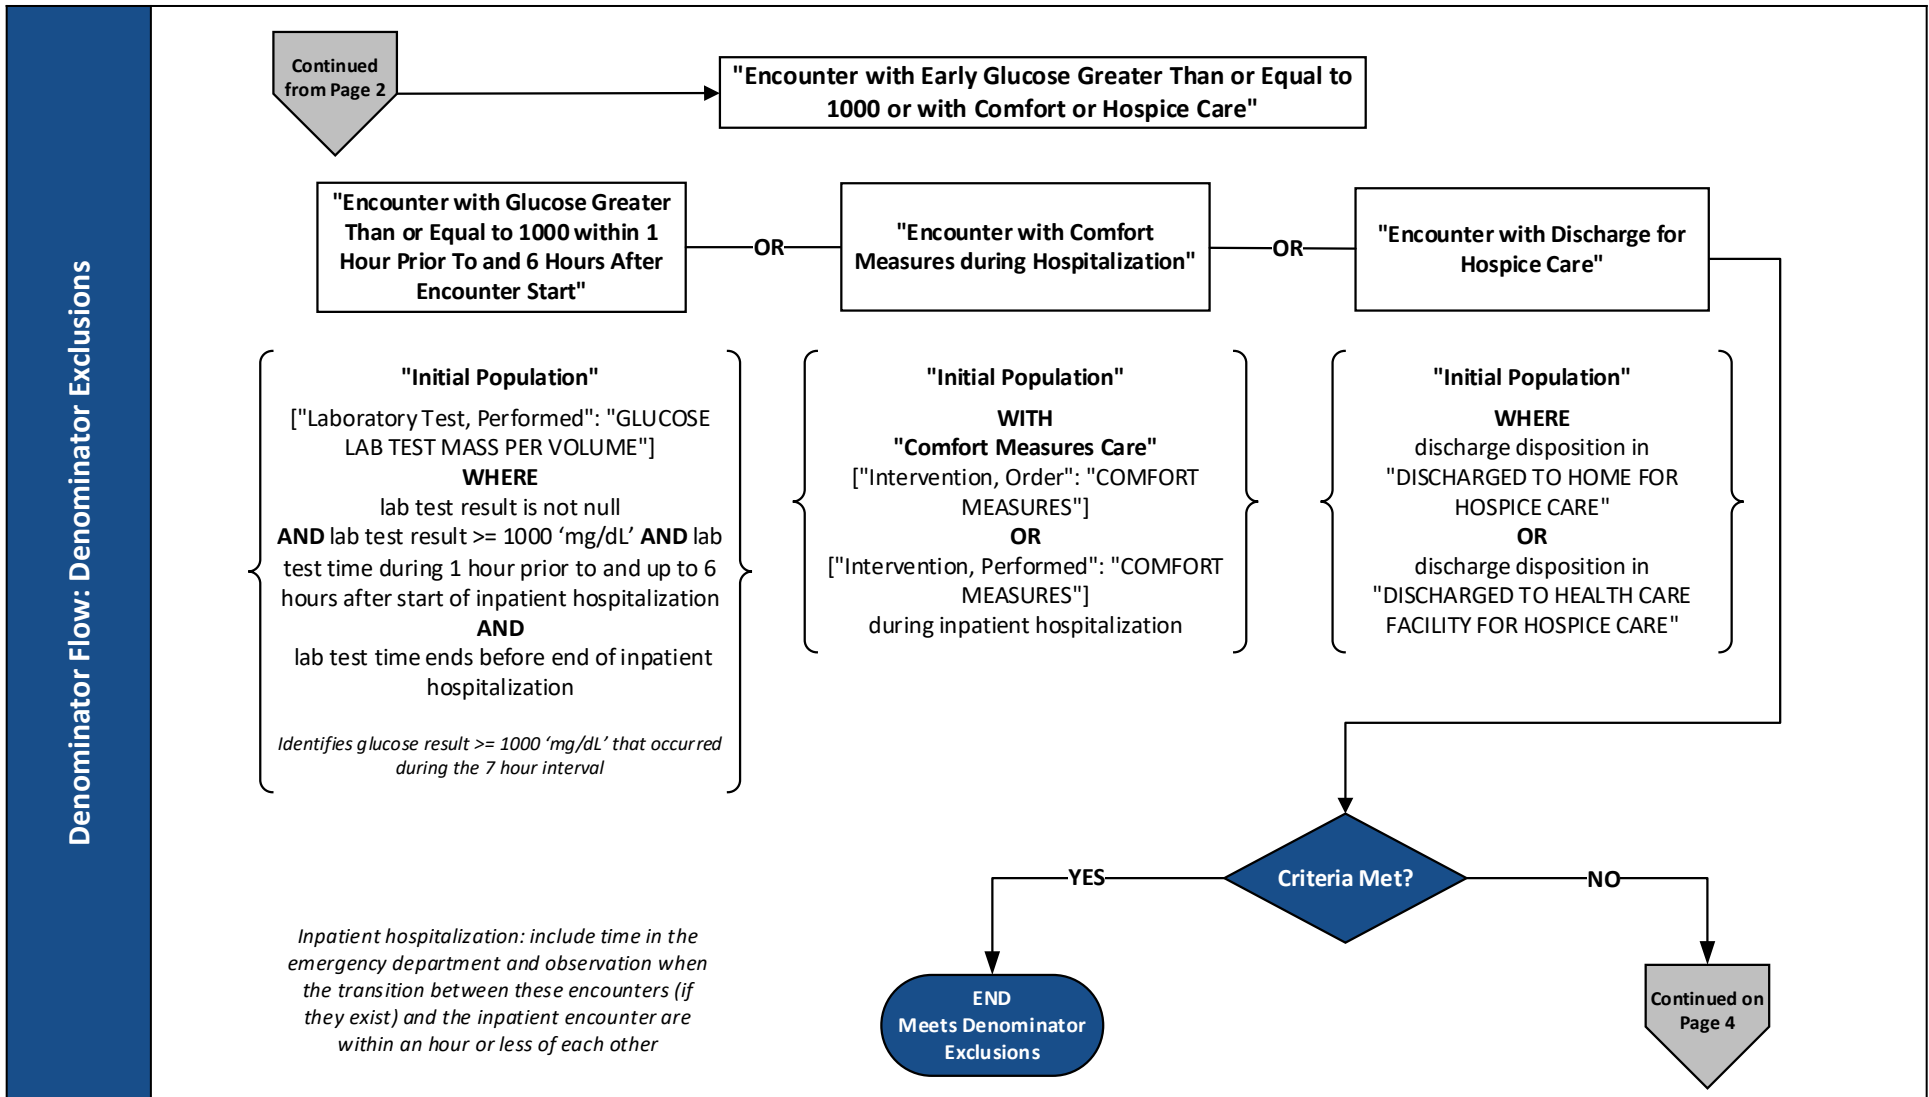 Denominator Flow: Denominator Exclusions
Continued
from Page 2
"Encounter with Early Glucose Greater Than or Equal to
1000 or with Comfort or Hospice Care"
"Encounter with Glucose Greater
Than or Equal to 1000 within 1
Hour Prior To and 6 Hours After
Encounter Start"
OR
"Encounter with Comfort
Measures during Hospitalization"
OR
"Encounter with Discharge for
Hospice Care"
"Initial Population"
["Laboratory Test, Performed": "GLUCOSE
LAB TEST MASS PER VOLUME"]
WHERE
lab test result is not null
AND lab test result >= 1000 ‘mg/dL’ AND lab
test time during 1 hour prior to and up to 6
hours after start of inpatient hospitalization
AND
lab test time ends before end of inpatient
hospitalization
Identifies glucose result >= 1000 ‘mg/dL’ that occurred
during the 7 hour interval
"Initial Population"
WITH
"Comfort Measures Care"
["Intervention, Order": "COMFORT
MEASURES"]
OR
["Intervention, Performed": "COMFORT
MEASURES"]
during inpatient hospitalization
"Initial Population"
WHERE
discharge disposition in
"DISCHARGED TO HOME FOR
HOSPICE CARE"
OR
discharge disposition in
"DISCHARGED TO HEALTH CARE
FACILITY FOR HOSPICE CARE"
Criteria Met?
YES
NO
Inpatient hospitalization: include time in the
emergency department and observation when
the transition between these encounters (if
they exist) and the inpatient encounter are
within an hour or less of each other
END
Meets Denominator
Exclusions
Continued on
Page 4